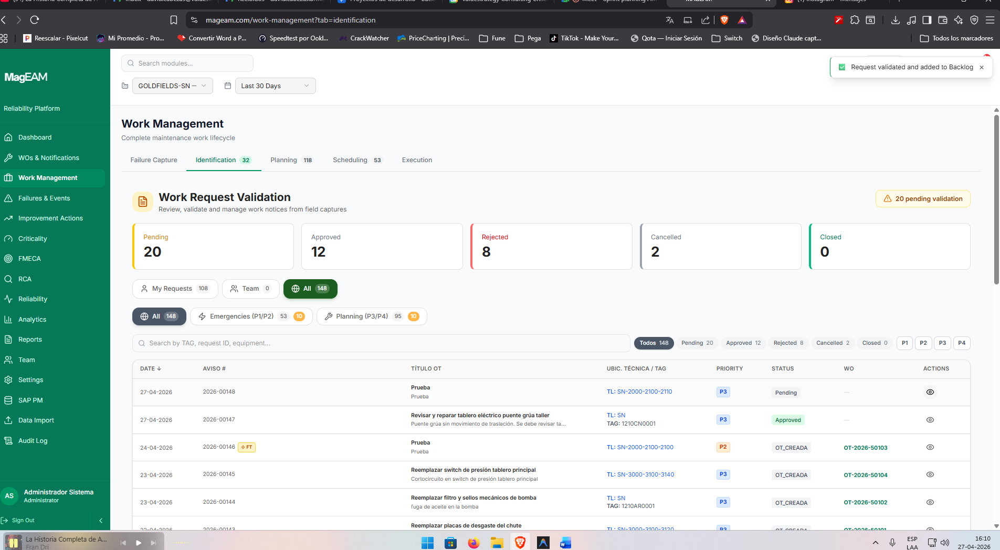 mageam.com/work-management?tab=identification
Reescalar - Pixelcut
Mi Promedio - Pro...
Convertir Word a P...
Speedtest por Ookl...
CrackWatcher
PriceCharting | Preci...
Fune
Pega
TikTok - Make Your...
Qota — Iniciar Sesión
Switch
Diseño Claude capt...
Todos los marcadores
MagEAM
Reliability Platform
Dashboard
WOs & Notifications
Work Management
Failures & Events
Improvement Actions
Criticality
FMECA
RCA
Reliability
Analytics
Reports
Team
Settings
SAP PM
Data Import
Audit Log
AS
Administrador Sistema
Administrator
Sign Out
Search modules...
GOLDFIELDS-SN —
Last 30 Days
Request validated and added to Backlog
Work Management
Complete maintenance work lifecycle
Failure Capture
Identification 32
Planning 118
Scheduling 53
Execution
Work Request Validation
Review, validate and manage work notices from field captures
20 pending validation
Pending
20
Approved
12
Rejected
8
Cancelled
2
Closed
0
My Requests 108
Team 0
All 148
All 148
Emergencies (P1/P2) 53 10
Planning (P3/P4) 95 10
Search by TAG, request ID, equipment...
Todos 148
Pending 20
Approved 12
Rejected 8
Cancelled 2
Closed 0
P1
P2
P3
P4
DATE ↓ AVISO # TÍTULO OT UBIC. TÉCNICA / TAG PRIORITY STATUS WO ACTIONS
27-04-2026 2026-00148 Prueba TL: SN-2000-2100-2110 P3 Pending —
Prueba
27-04-2026 2026-00147 Revisar y reparar tablero eléctrico puente grúa taller TL: SN P3 Approved —
Puente grúa sin movimiento de traslación. Se debe revisar ta... TAG: 1210CN0001
24-04-2026 2026-00146 FT Prueba TL: SN-2000-2100-2100 P2 OT_CREADA OT-2026-50103
Prueba
23-04-2026 2026-00145 Reemplazar switch de presión tablero principal TL: SN-3000-3100-3140 P3 OT_CREADA OT-2026-50104
Cortocircuito en switch de presión tablero principal
23-04-2026 2026-00144 Reemplazar filtro y sellos mecánicos de bomba TL: SN P3 OT_CREADA OT-2026-50102
fuga de aceite en la bomba TAG: 1210AR0001
2026-00143 Reemplazar placas de desgaste del chute TL: SN-3000-3100-3120 P3 OT_CREADA OT-2026-50101
La Historia Completa de A...
Fran Dri
ESP
LAA
16:10
27-04-2026